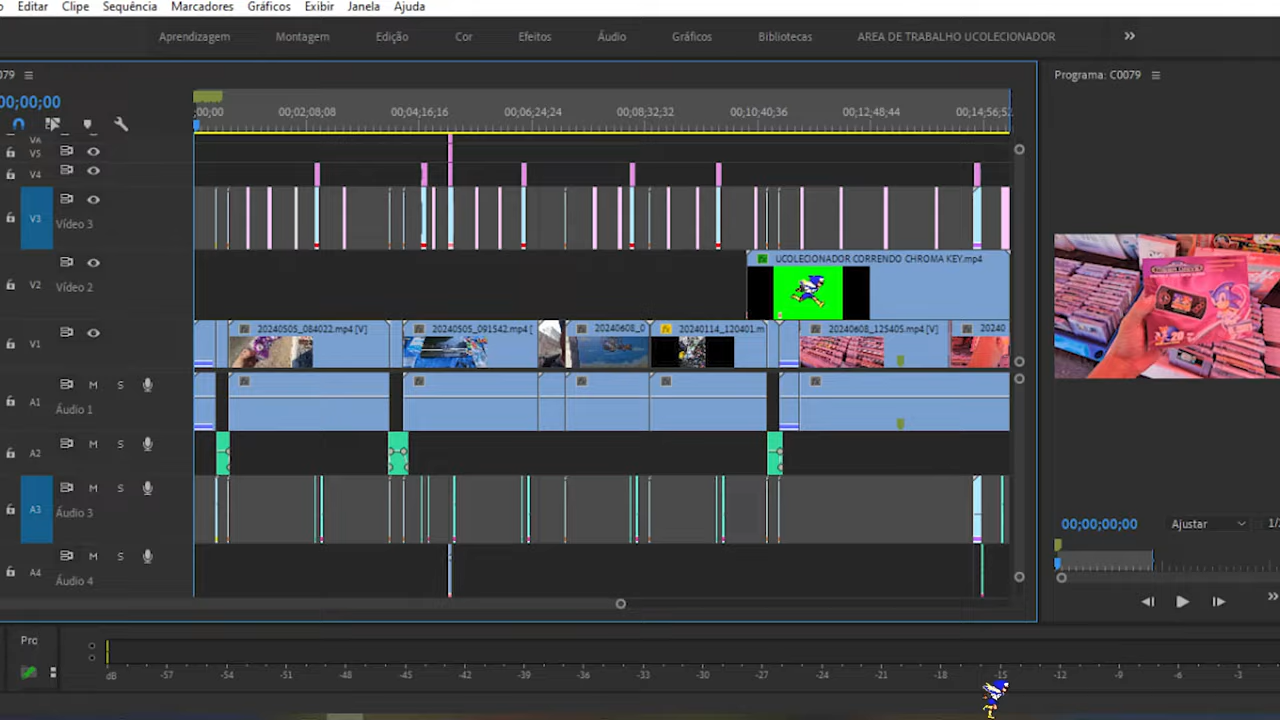 Editar Clipe Sequência Marcadores Gráficos Exibir Janela Ajuda
Aprendizagem Montagem Edição Cor Efeitos Áudio Gráficos Bibliotecas AREA DE TRABALHO UCOLECIONADOR
Programa: C0079
00;00;00
;00;00 00;02;08;08 00;04;16;16 00;06;24;24 00;08;32;32 00;10;40;36 00;12;48;44 00;14;56;52
V5
V4
V3 Vídeo 3
UCOLECIONADOR CORRENDO CHROMA KEY.mp4
V2 Vídeo 2
V1
20240505_084022.mp4 [V] 20240505_091542.mp4 [ 20240608_0 20240114_120401.m 20240608_125405.mp4 [V] 20240
A1 M S
Áudio 1
A2 M S
A3 M S
Áudio 3
A4 M S
Áudio 4
00;00;00;00 Ajustar 1/2
Pro
dB -57 -54 -51 -48 -45 -42 -39 -36 -33 -30 -27 -24 -21 -18 -15 -12 -9 -6 -3